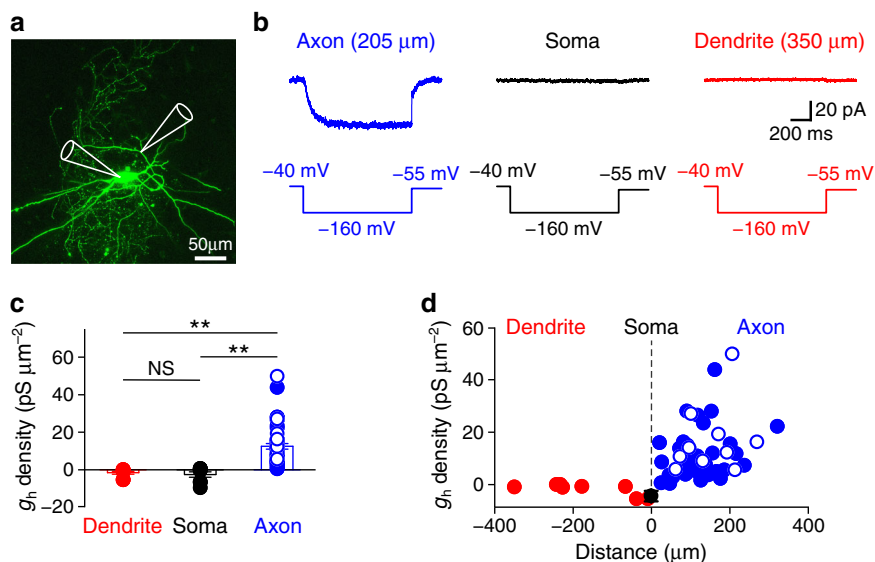 a
50μm
b
Axon (205 μm)
Soma
Dendrite (350 μm)
20 pA
200 ms
−40 mV
−55 mV
−160 mV
−40 mV
−55 mV
−160 mV
−40 mV
−55 mV
−160 mV
c
gh density (pS μm−2)
60
40
20
0
−20
**
**
NS
Dendrite
Soma
Axon
d
gh density (pS μm−2)
60
40
20
0
Dendrite
Soma
Axon
−400
−200
0
200
400
Distance (μm)